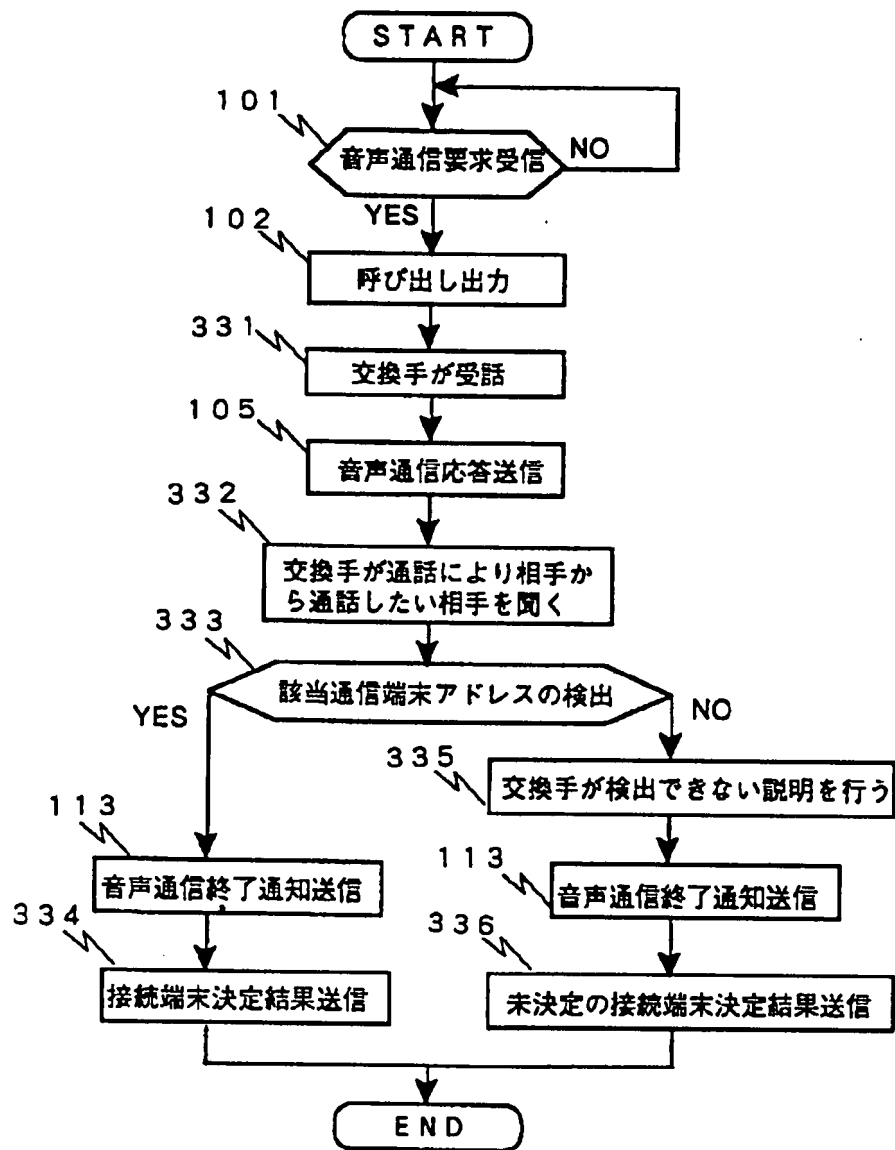 START
101
音声通信要求受信
NO
YES
102
呼び出し出力
331
交換手が受話
105
音声通信応答送信
332
交換手が通話により相手か
ら通話したい相手を聞く
333
該当通信端末アドレスの検出
YES
NO
335
交換手が検出できない説明を行う
113
音声通信終了通知送信
113
音声通信終了通知送信
334
接続端末決定結果送信
336
未決定の接続端末決定結果送信
END